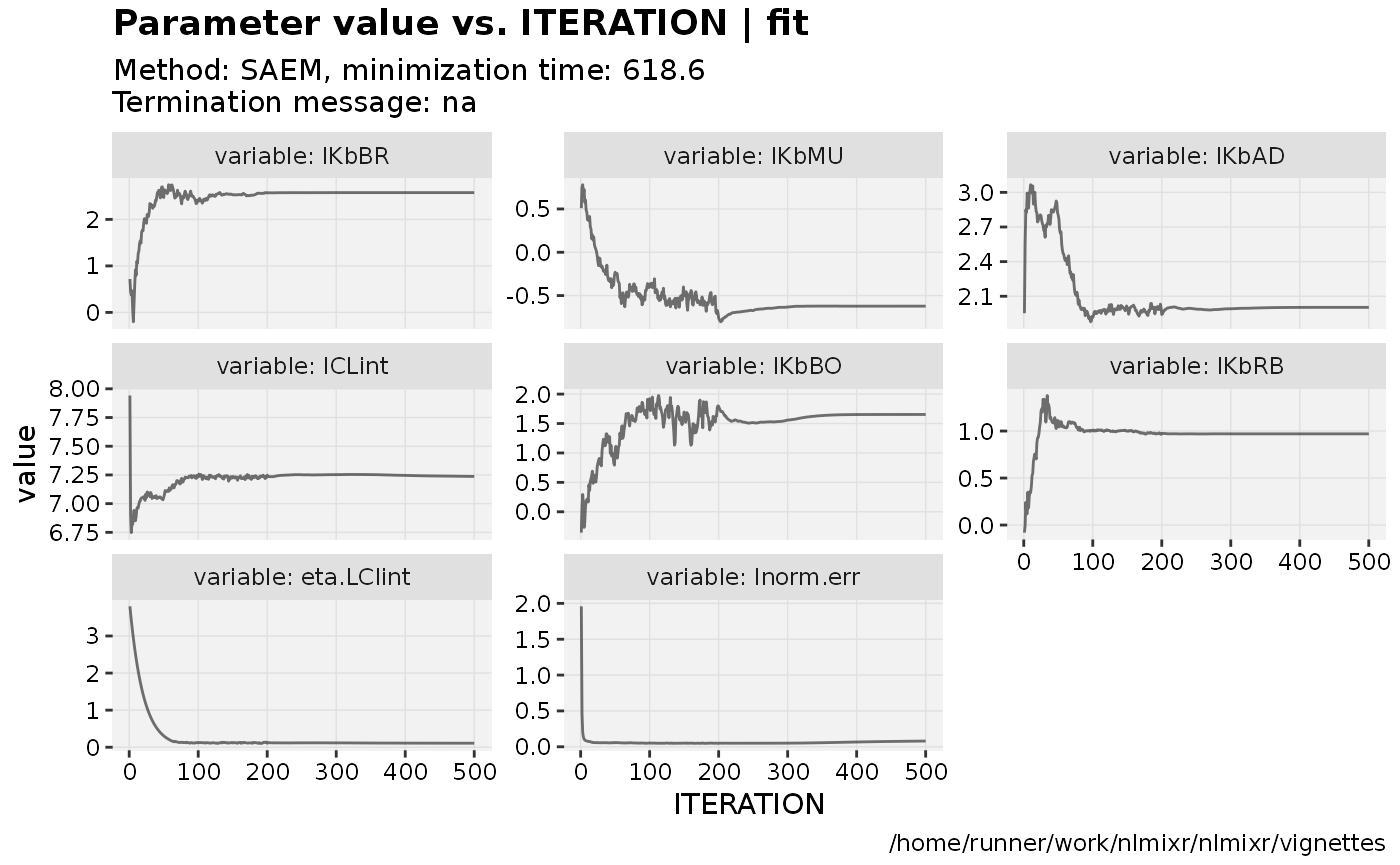 Parameter value vs. ITERATION | fit
Method: SAEM, minimization time: 618.6
Termination message: na
variable: lKbBR
variable: lKbMU
variable: lKbAD
2
1
0
0.5
0.0
-0.5
3.0
2.7
2.4
2.1
variable: lCLint
variable: lKbBO
variable: lKbRB
8.00
7.75
7.50
7.25
7.00
6.75
2.0
1.5
1.0
0.5
0.0
1.0
0.5
0.0
0 100 200 300 400 500
value
variable: eta.LClint
variable: lnorm.err
3
2
1
0
2.0
1.5
1.0
0.5
0.0
0 100 200 300 400 500
0 100 200 300 400 500
ITERATION
/home/runner/work/nlmixr/nlmixr/vignettes